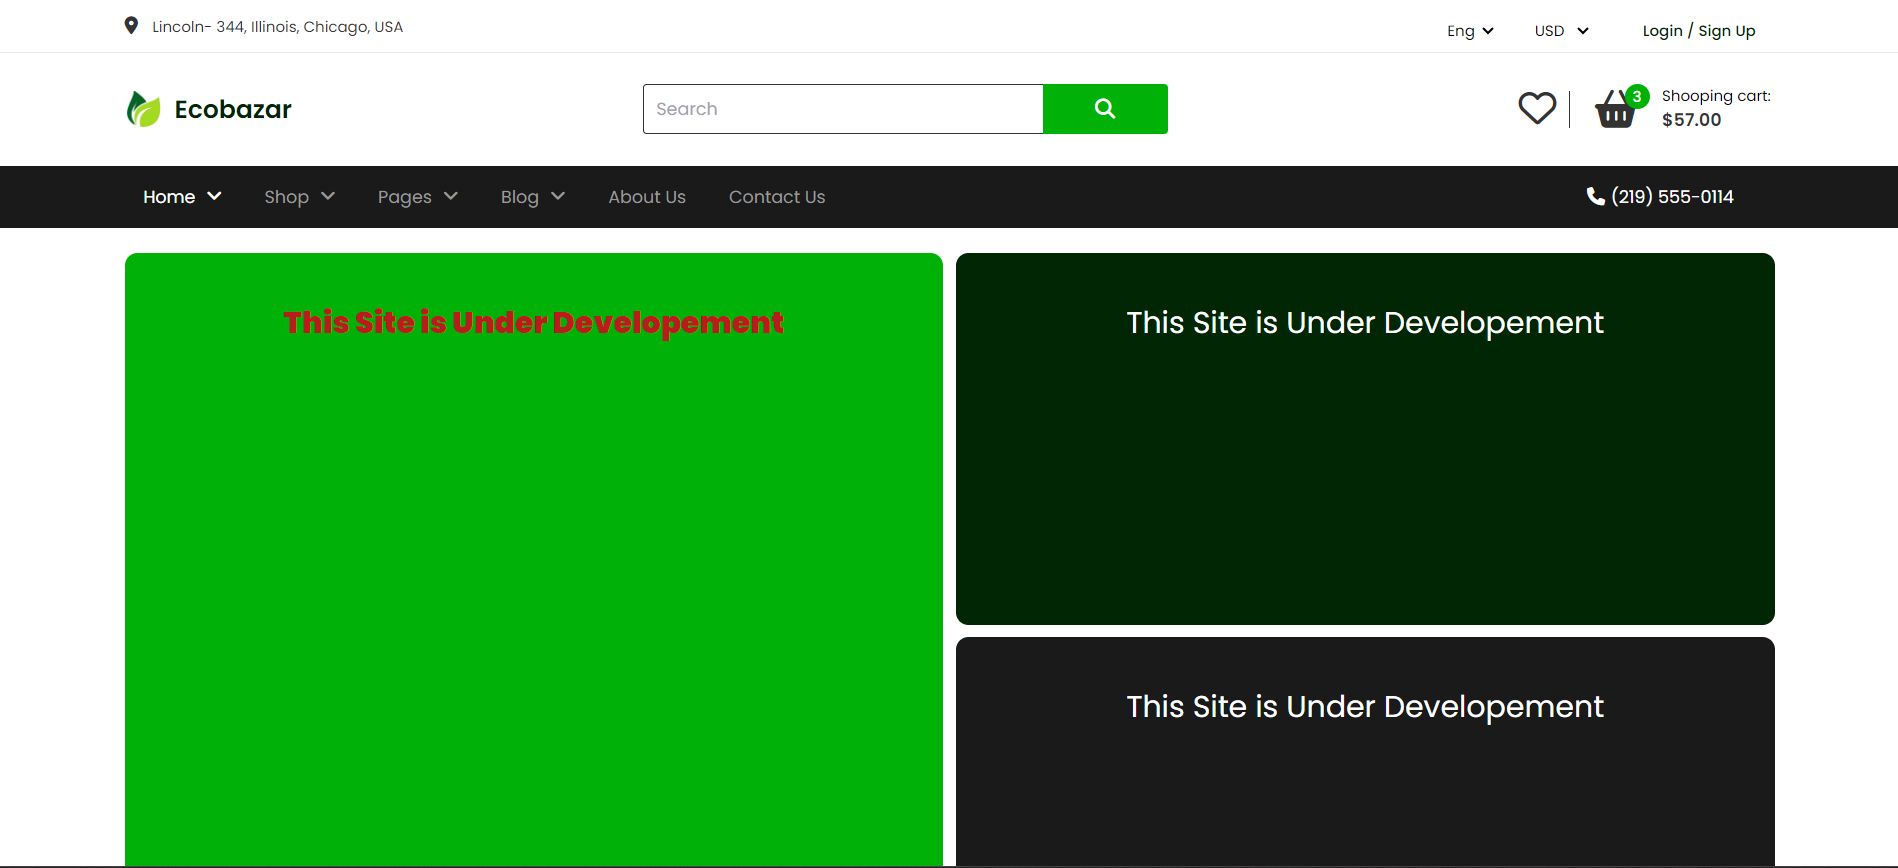 Lincoln- 344, Illinois, Chicago, USA
Eng
USD
Login / Sign Up
Ecobazar
Search
3
Shooping cart:
$57.00
Home
Shop
Pages
Blog
About Us
Contact Us
(219) 555-0114
This Site is Under Developement
This Site is Under Developement
This Site is Under Developement